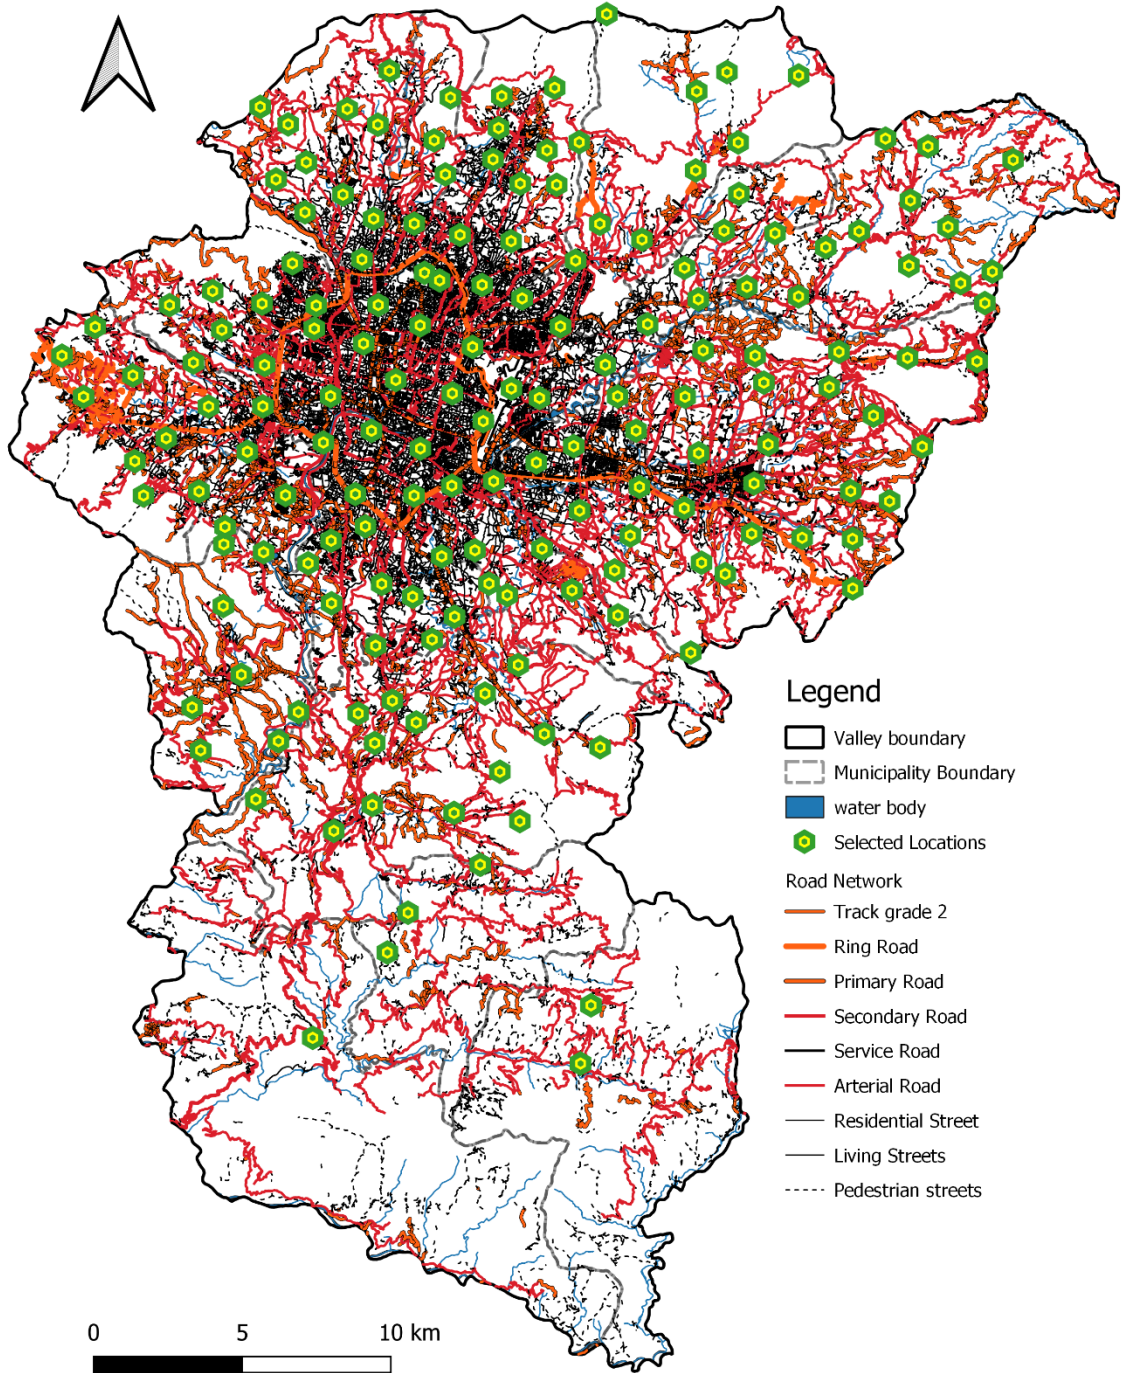 Legend
Valley boundary
Municipality Boundary
water body
Selected Locations
Road Network
Track grade 2
Ring Road
Primary Road
Secondary Road
Service Road
Arterial Road
Residential Street
Living Streets
Pedestrian streets
0 5 10 km